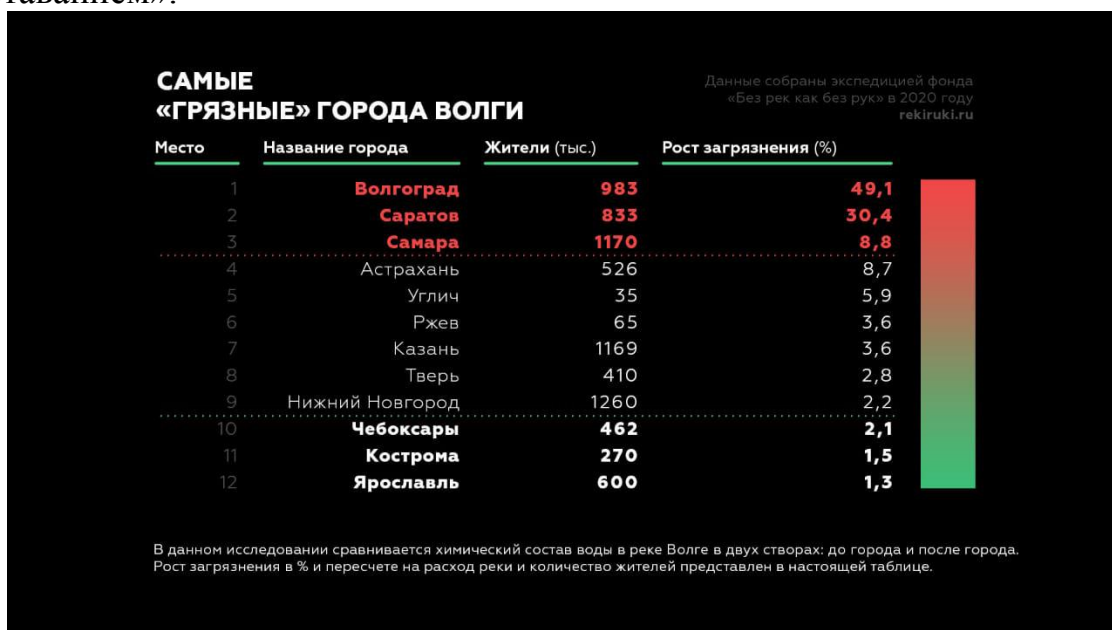 САМЫЕ
«ГРЯЗНЫЕ» ГОРОДА ВОЛГИ
Данные собраны экспедицией фонда
«Без рек как без рук» в 2020 году
rekiruki.ru
Место Название города Жители (тыс.) Рост загрязнения (%)
1 Волгоград 983 49,1
2 Саратов 833 30,4
3 Самара 1170 8,8
4 Астрахань 526 8,7
5 Углич 35 5,9
6 Ржев 65 3,6
7 Казань 1169 3,6
8 Тверь 410 2,8
9 Нижний Новгород 1260 2,2
10 Чебоксары 462 2,1
11 Кострома 270 1,5
12 Ярославль 600 1,3
В данном исследовании сравнивается химический состав воды в реке Волге в двух створах: до города и после города.
Рост загрязнения в % и пересчете на расход реки и количество жителей представлен в настоящей таблице.